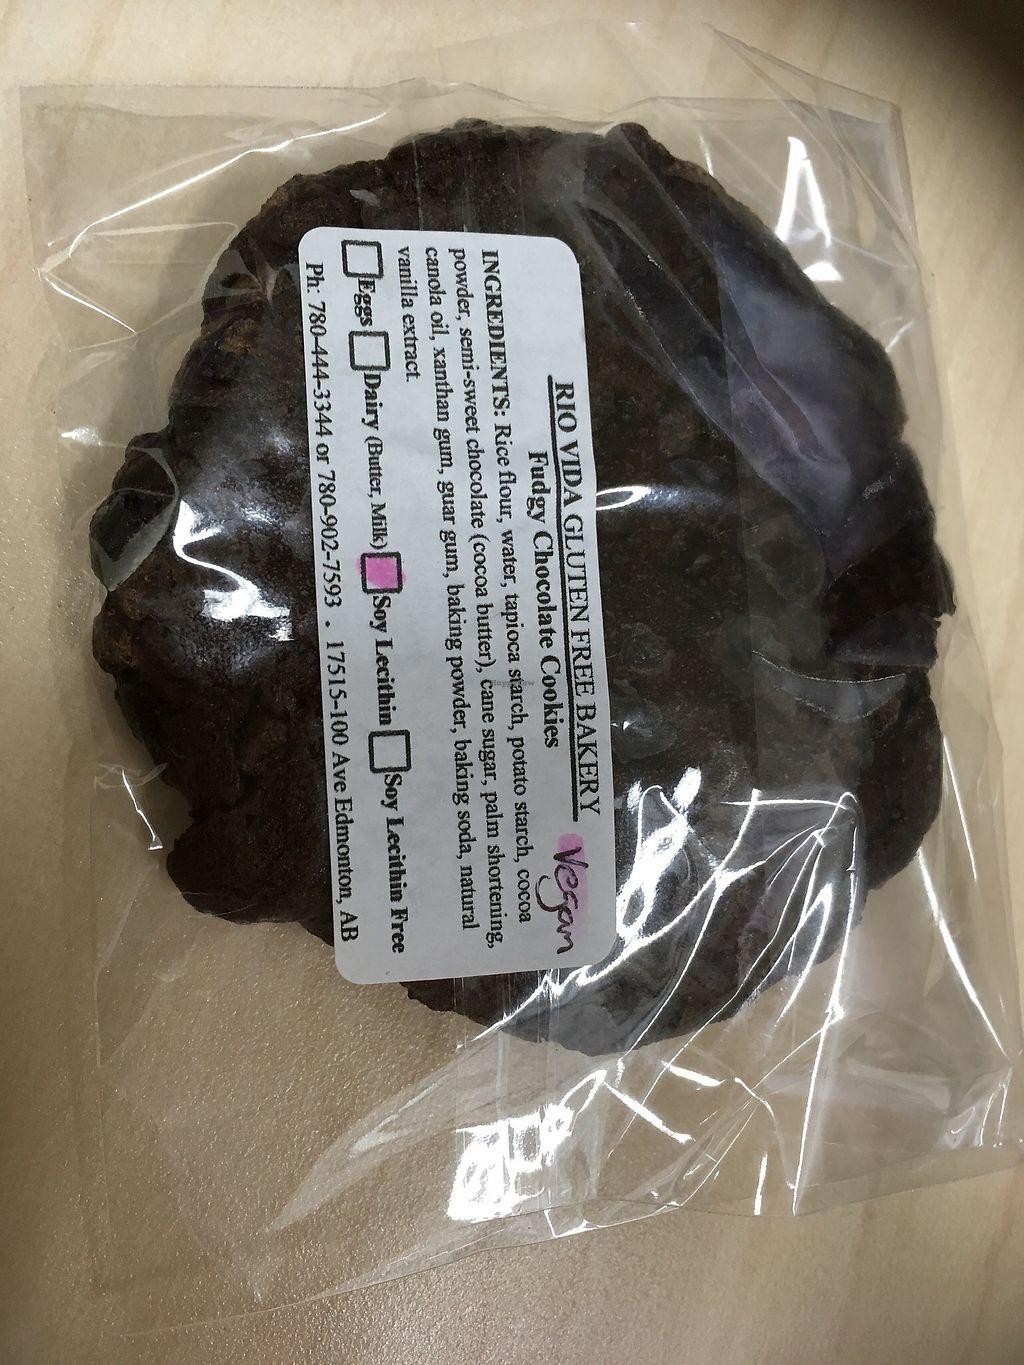 RIO VIDA GLUTEN FREE BAKERY
Fudgy Chocolate Cookies
Vegan
INGREDIENTS: Rice flour, water, tapioca starch, potato starch, cocoa
powder, semi-sweet chocolate (cocoa butter), cane sugar, palm shortening,
canola oil, xanthan gum, guar gum, baking powder, baking soda, natural
vanilla extract.
Eggs Dairy (Butter, Milk) Soy Lecithin Soy Lecithin Free
Ph: 780-444-3344 or 780-902-7593 • 17515-100 Ave Edmonton, AB